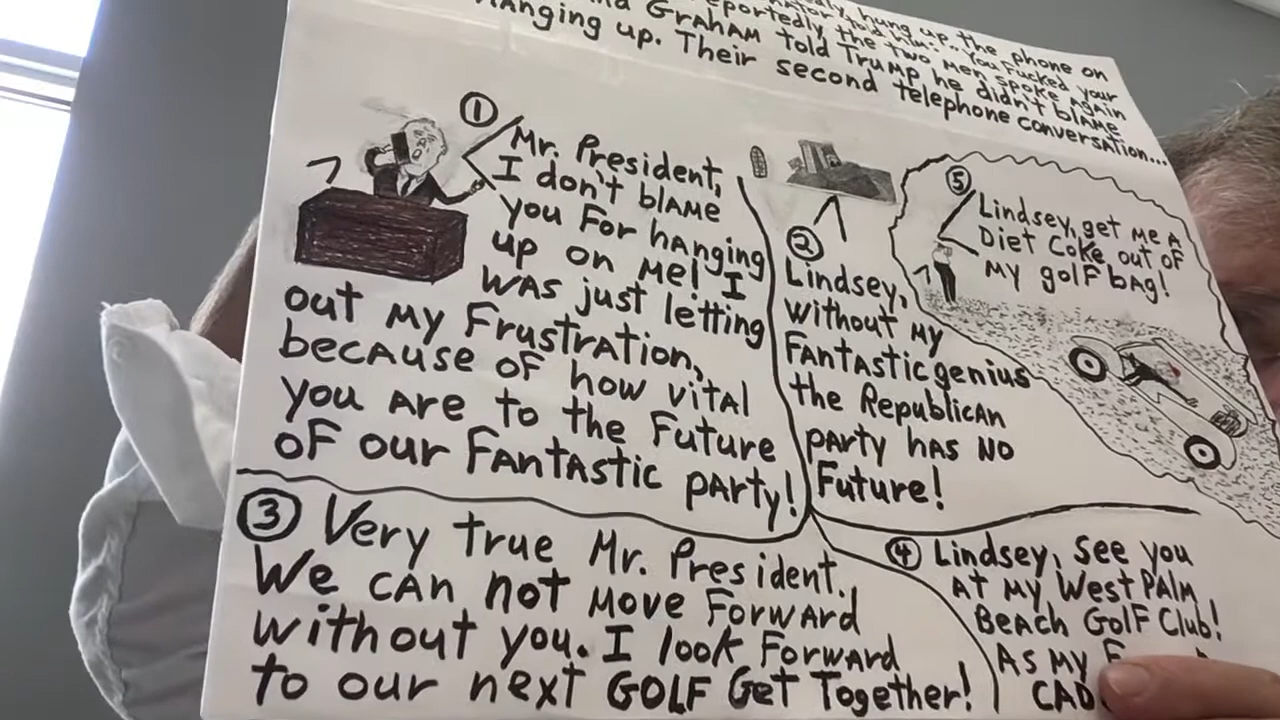 hung up the phone on
told him: You Fucked your
reportedly, the two men spoke again
GRAHAM told Trump he didn't blAME
hanging up. Their second telephone conversation...
①
Mr. President,
I don't blAME
you For hanging
up on Me! I
was just letting
out my Frustration,
because of how vital
you are to the Future
of our Fantastic party!
②
Lindsey,
without my
Fantastic genius
the Republican
party has no
Future!
③ Very true Mr. President.
We can not move Forward
without you. I look Forward
to our next GOLF Get Together!
④ Lindsey, see you
at my West Palm
Beach Golf Club!
As my
CAD
⑤
Lindsey, get me a
Diet Coke out of
my golf bag!